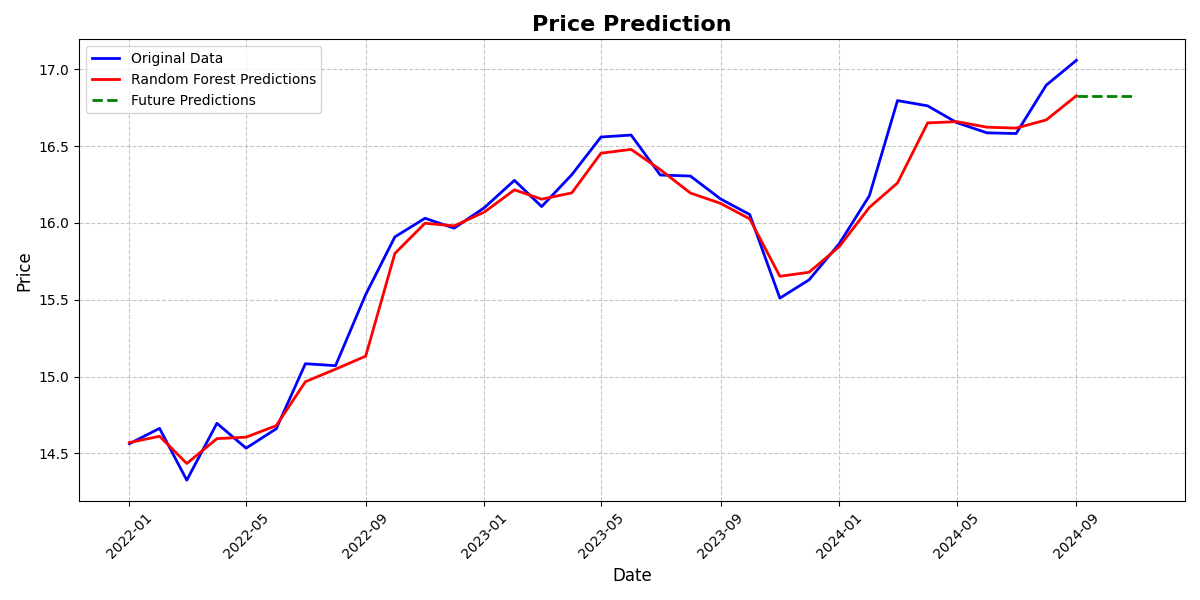 Price Prediction
Original Data
Random Forest Predictions
Future Predictions
Price
17.0
16.5
16.0
15.5
15.0
14.5
2022-01
2022-05
2022-09
2023-01
2023-05
2023-09
2024-01
2024-05
2024-09
Date